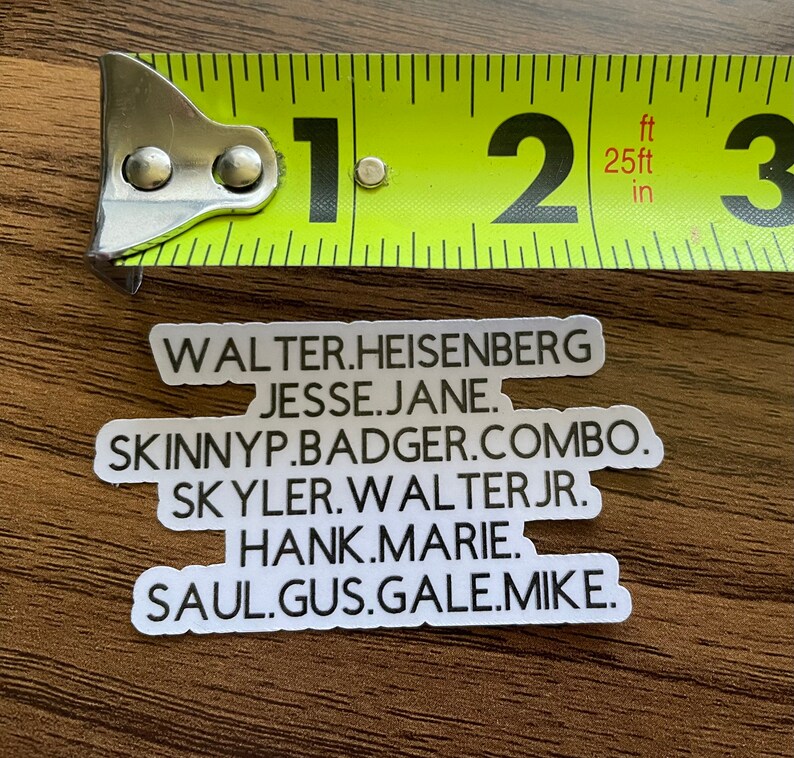 1 2 3
ft
25ft
in
WALTER.HEISENBERG
JESSE.JANE.
SKINNYP.BADGER.COMBO.
SKYLER.WALTERJR.
HANK.MARIE.
SAUL.GUS.GALE.MIKE.